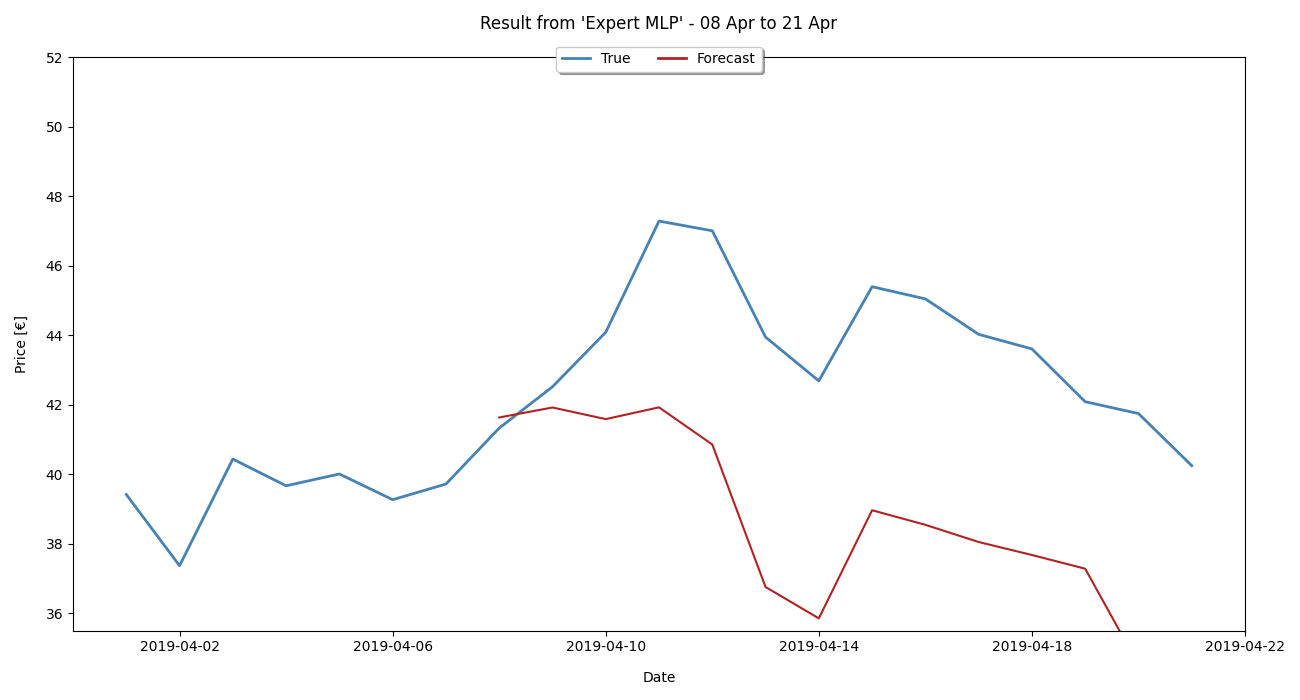 Result from 'Expert MLP' - 08 Apr to 21 Apr
True Forecast
52
50
48
46
44
42
40
38
36
Price [€]
2019-04-02 2019-04-06 2019-04-10 2019-04-14 2019-04-18 2019-04-22
Date